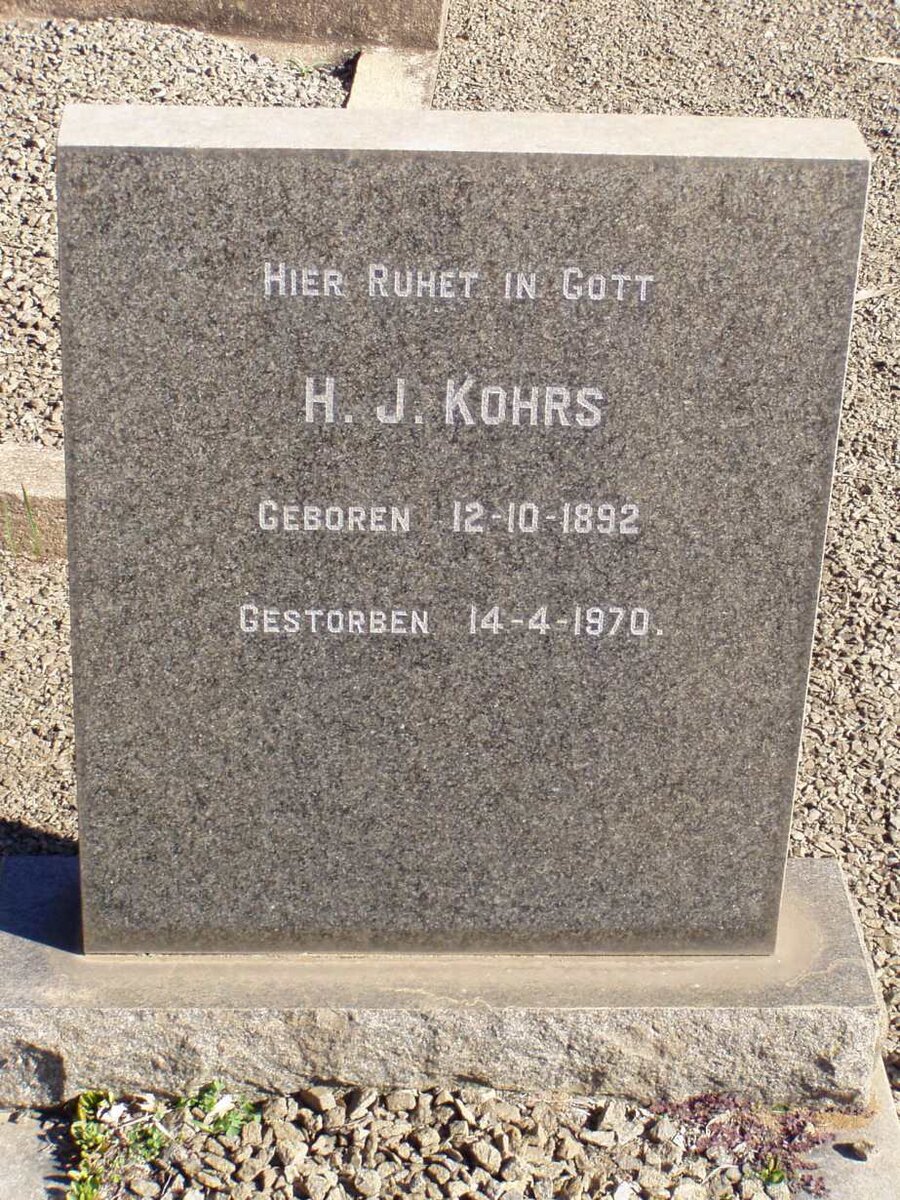 Hier Ruhet in Gott
H. J. Kohrs
Geboren 12-10-1892
Gestorben 14-4-1970.